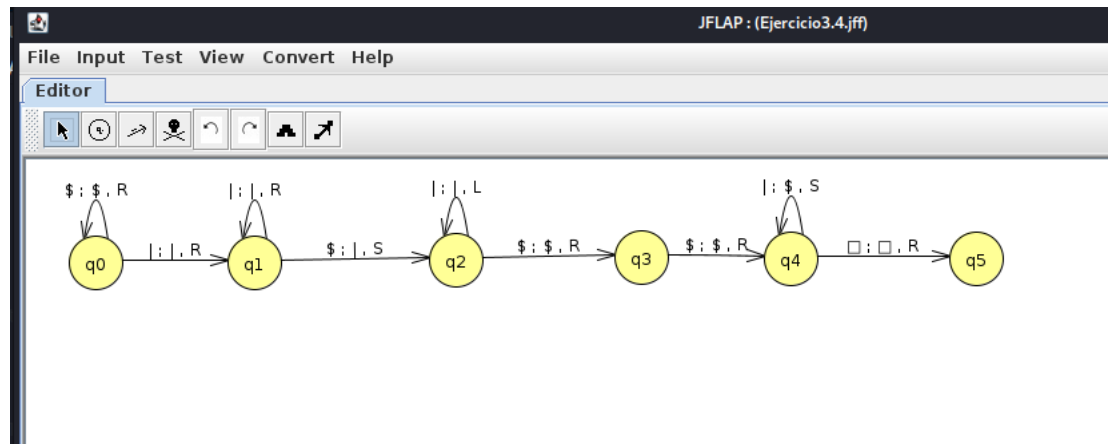 JFLAP : (Ejercicio3.4.jff)
File Input Test View Convert Help
Editor
$ ; $ , R
| ; | , R
| ; | , L
| ; $ , S
| ; | , R
$ ; | , S
$ ; $ , R
$ ; $ , R
□ ; □ , R
q0
q1
q2
q3
q4
q5